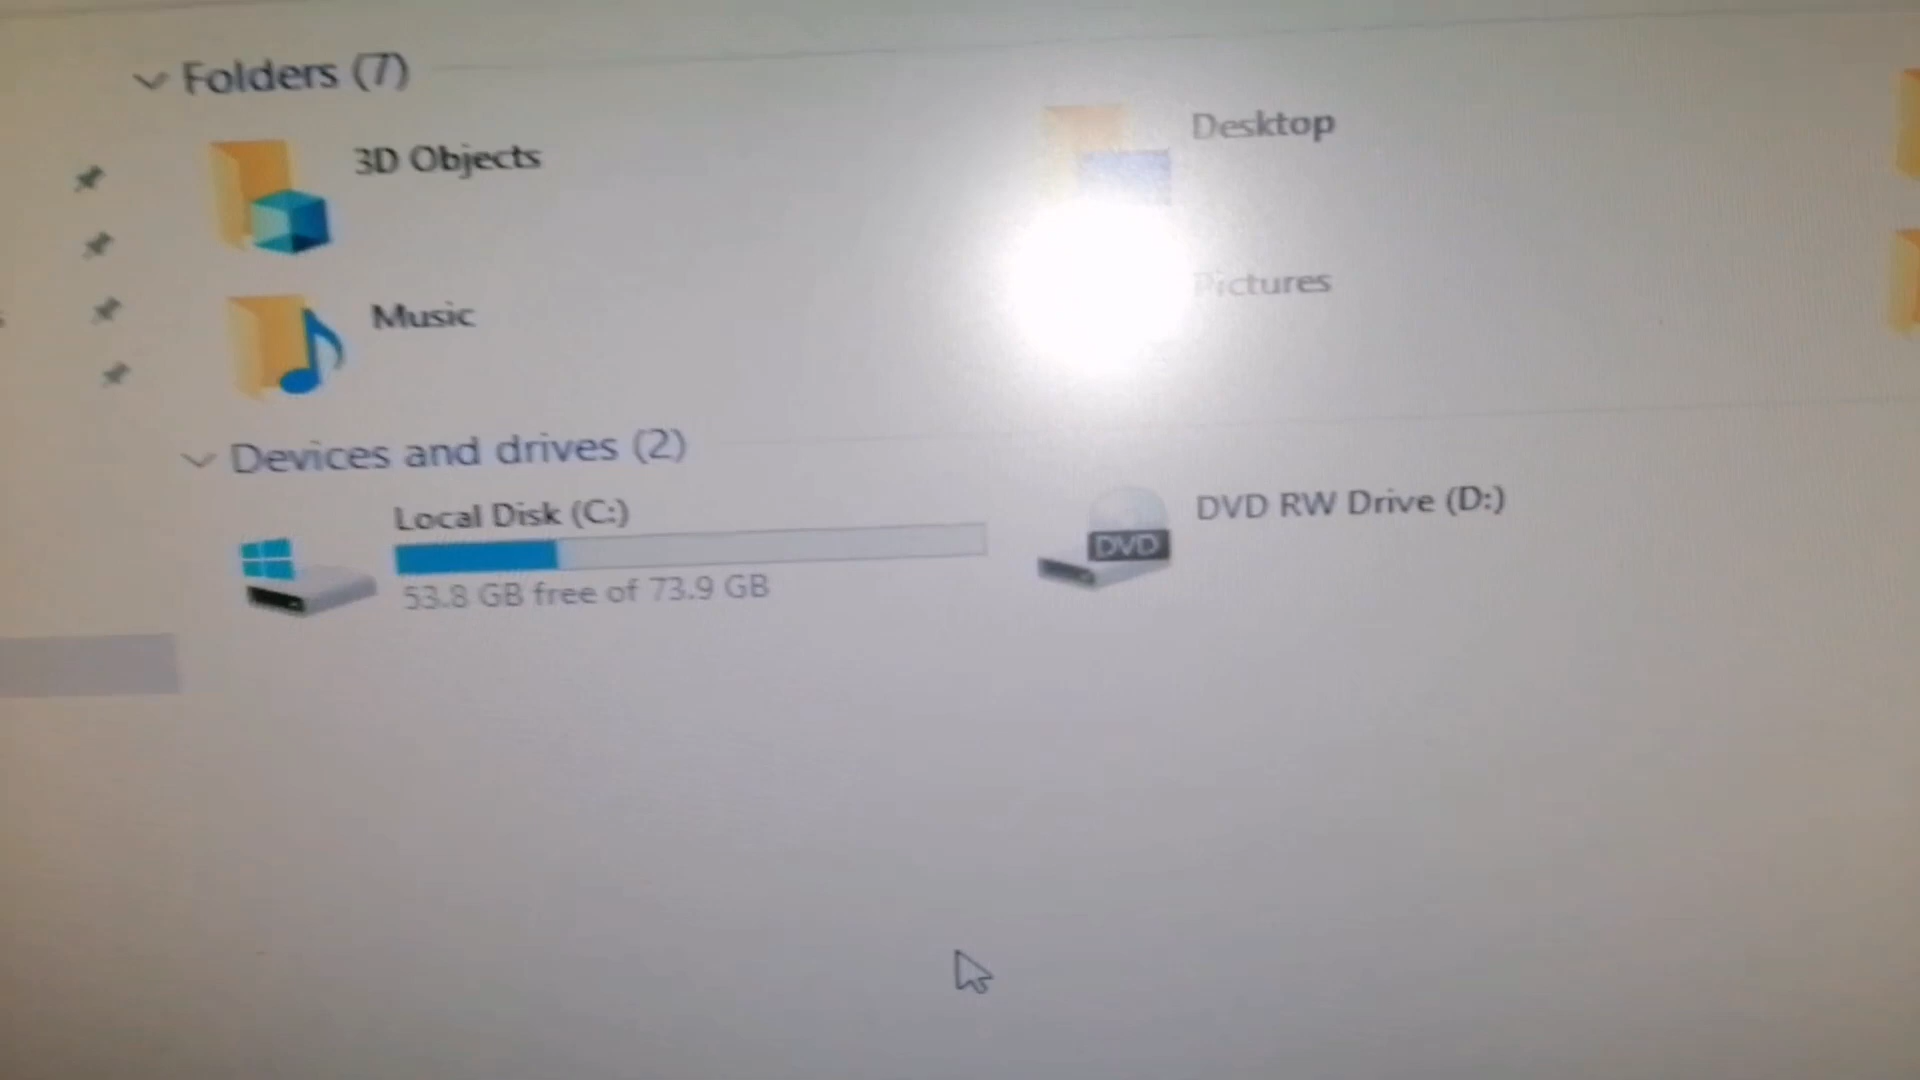 Folders (7)
3D Objects
Desktop
Music
Pictures
Devices and drives (2)
Local Disk (C:)
53.8 GB free of 73.9 GB
DVD
DVD RW Drive (D:)